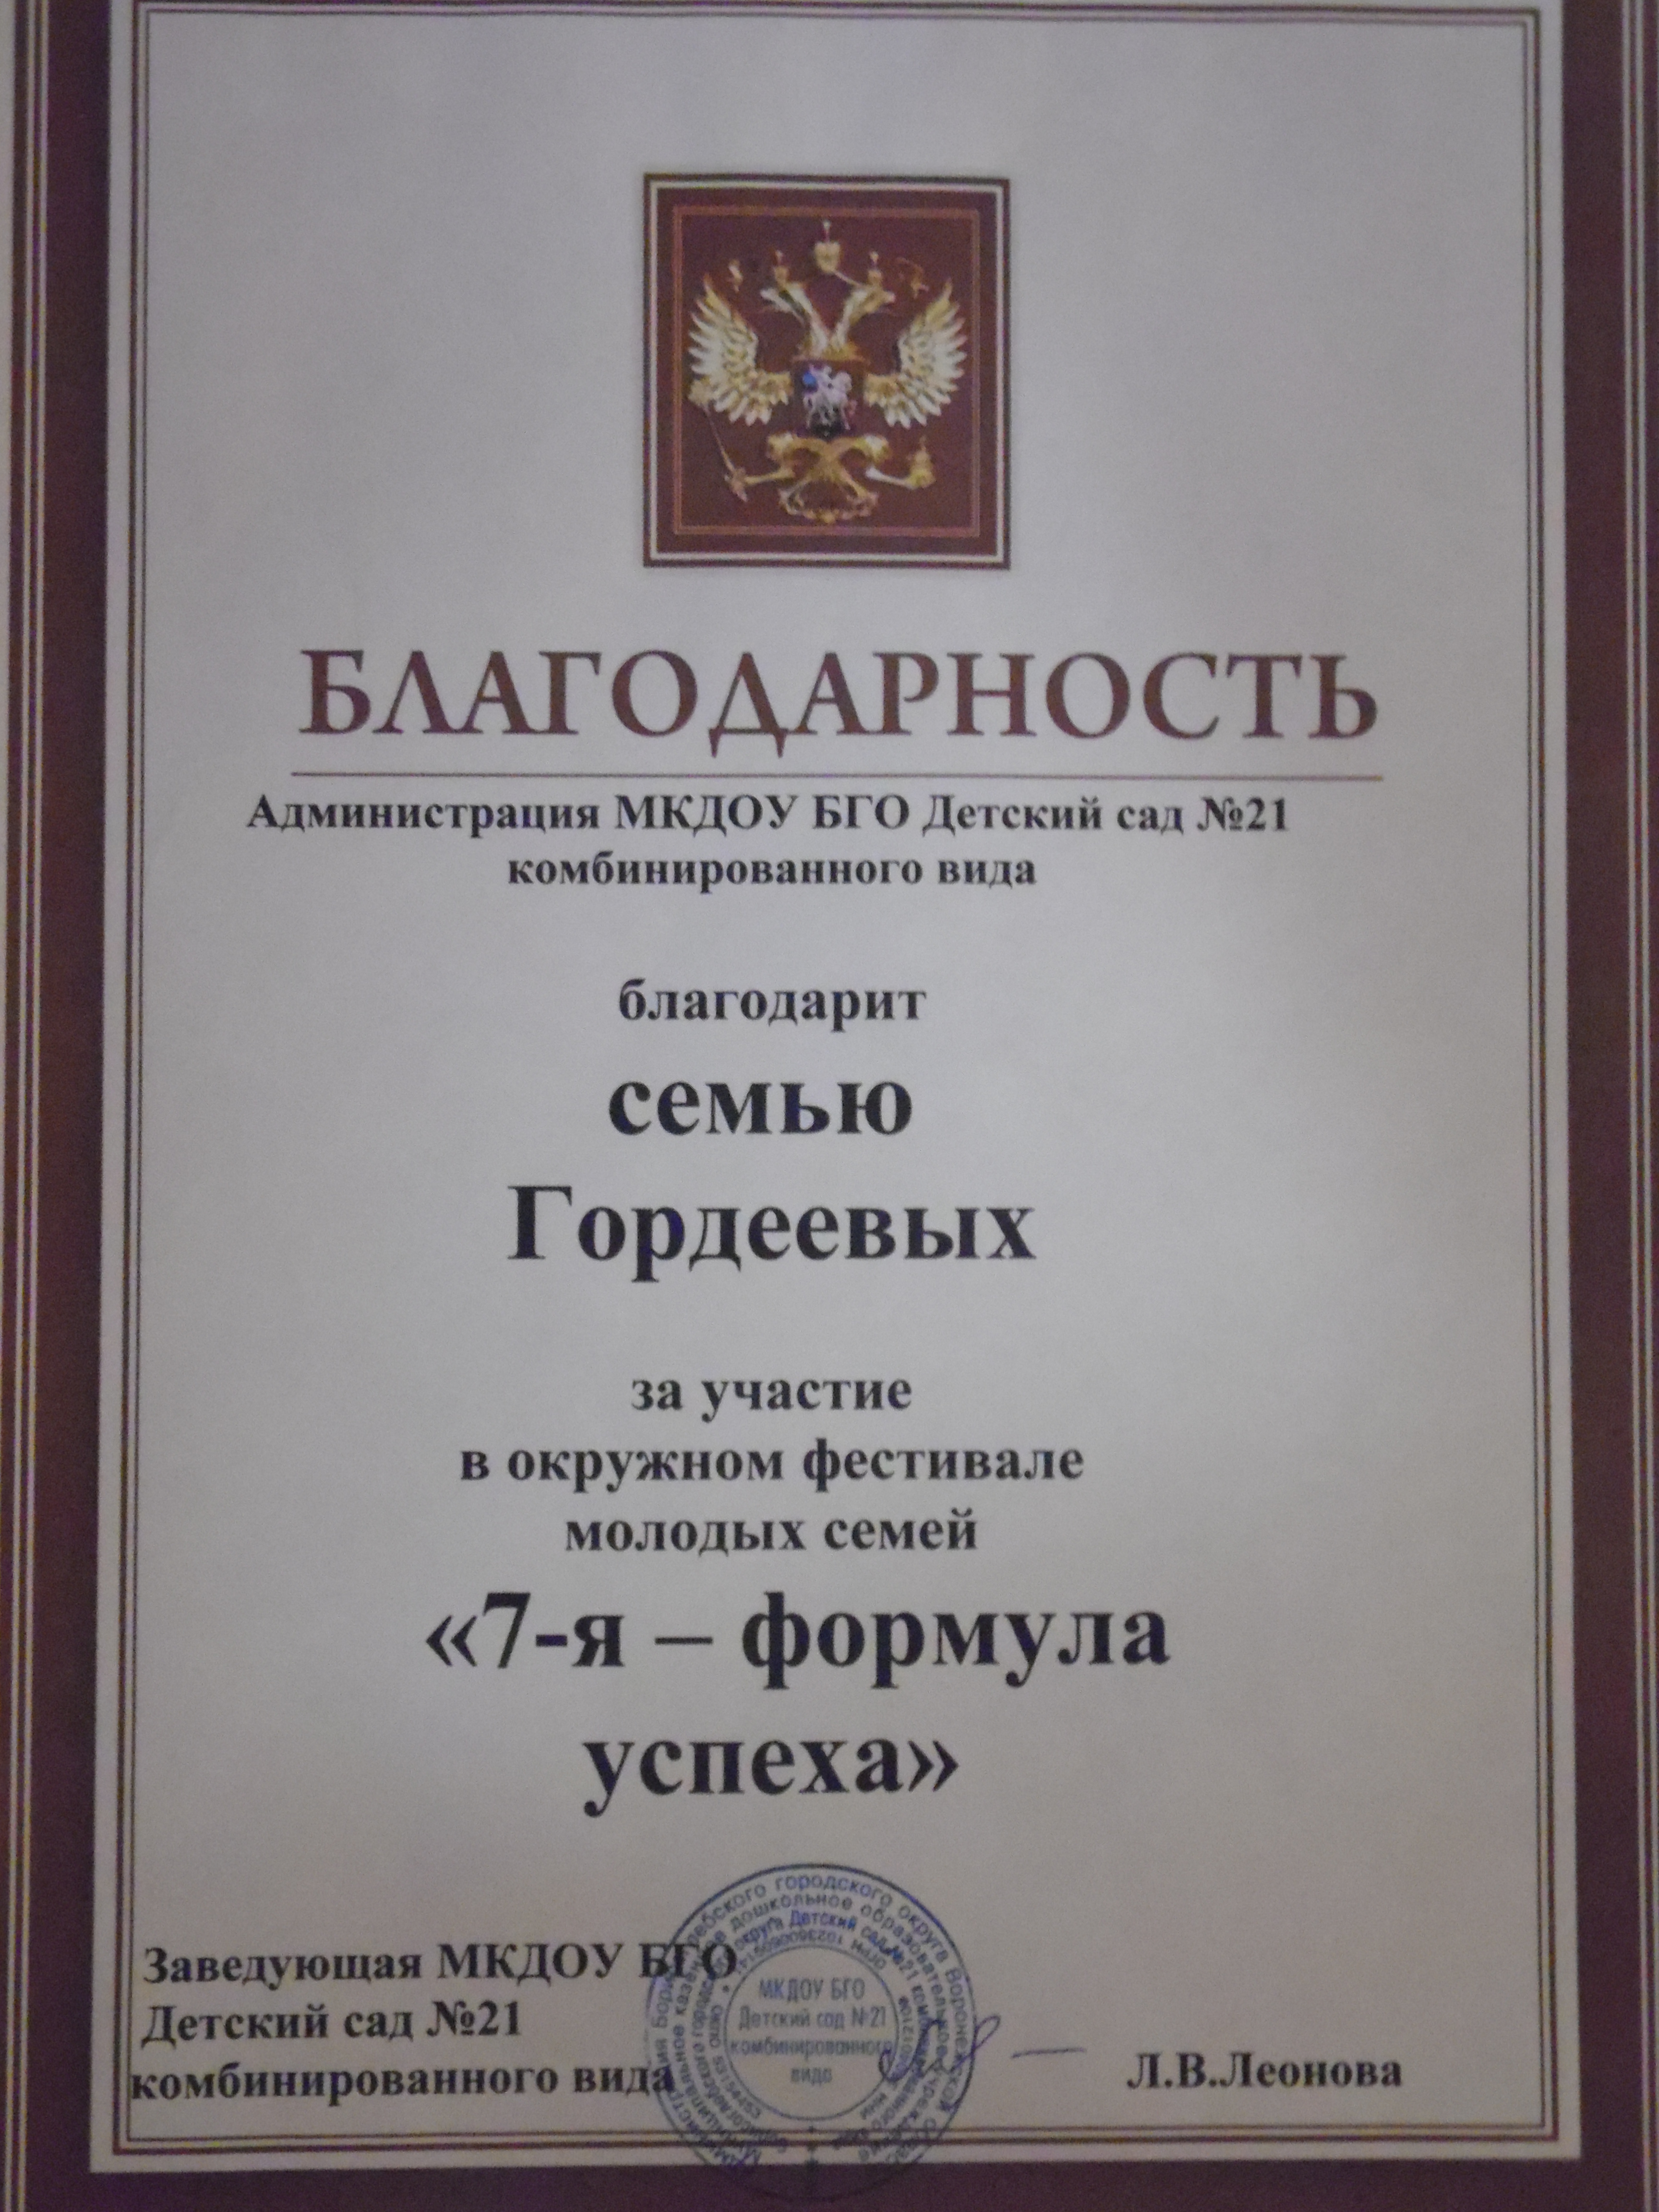 БЛАГОДАРНОСТЬ
Администрация МКДОУ БГО Детский сад №21
комбинированного вида
благодарит
семью
Гордеевых
за участие
в окружном фестивале
молодых семей
«7-я – формула
успеха»
Заведующая МКДОУ БГО
Детский сад №21
комбинированного вида
Л.В.Леонова
МКДОУ БГО
Детский сад №21
комбинированного
вида